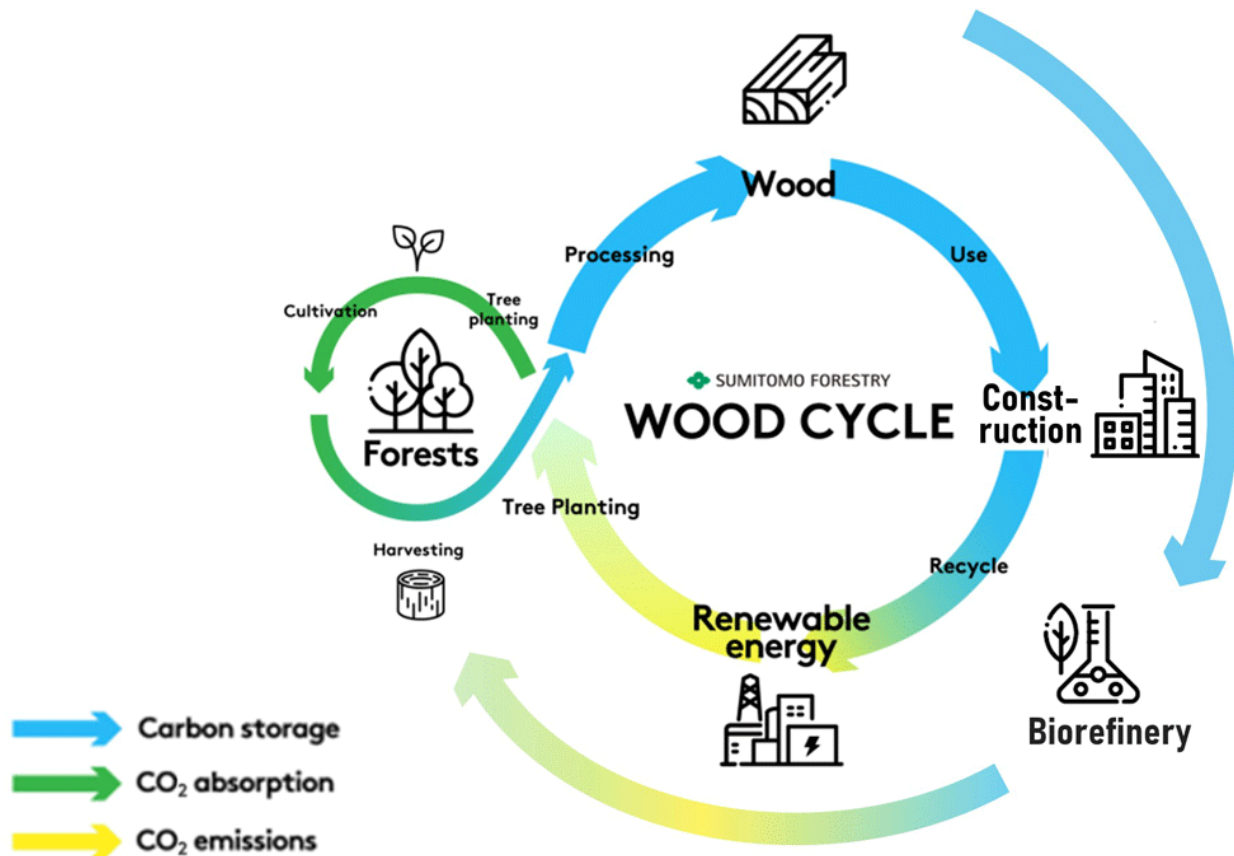 Wood
Processing
Use
Tree
planting
Cultivation
Forests
SUMITOMO FORESTRY
WOOD CYCLE
Const-
ruction
Tree Planting
Harvesting
Recycle
Renewable
energy
Biorefinery
Carbon storage
CO₂ absorption
CO₂ emissions